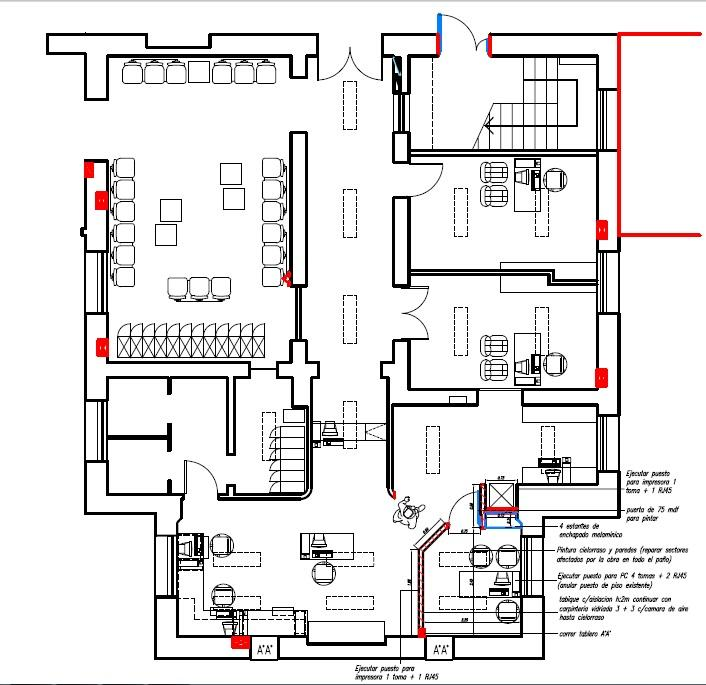 Ejecutar puesto
para impresora 1
toma + 1 RJ45
puerta de 75 mdf
para pintar
4 estantes de
enchapado melaminico
Pintura cielorraso y paredes (reparar sectores
afectados por la obra en todo el paño)
Ejecutar puesto para PC 4 tomas + 2 RJ45
(anular puesto de piso existente)
tabique c/aislacion h:2m continuar con
carpinteria vidriada 3 + 3 c/camara de aire
hasta cielorraso
correr tablero A"A"
A"A"
A"A"
Ejecutar puesto para
impresora 1 toma + 1 RJ45